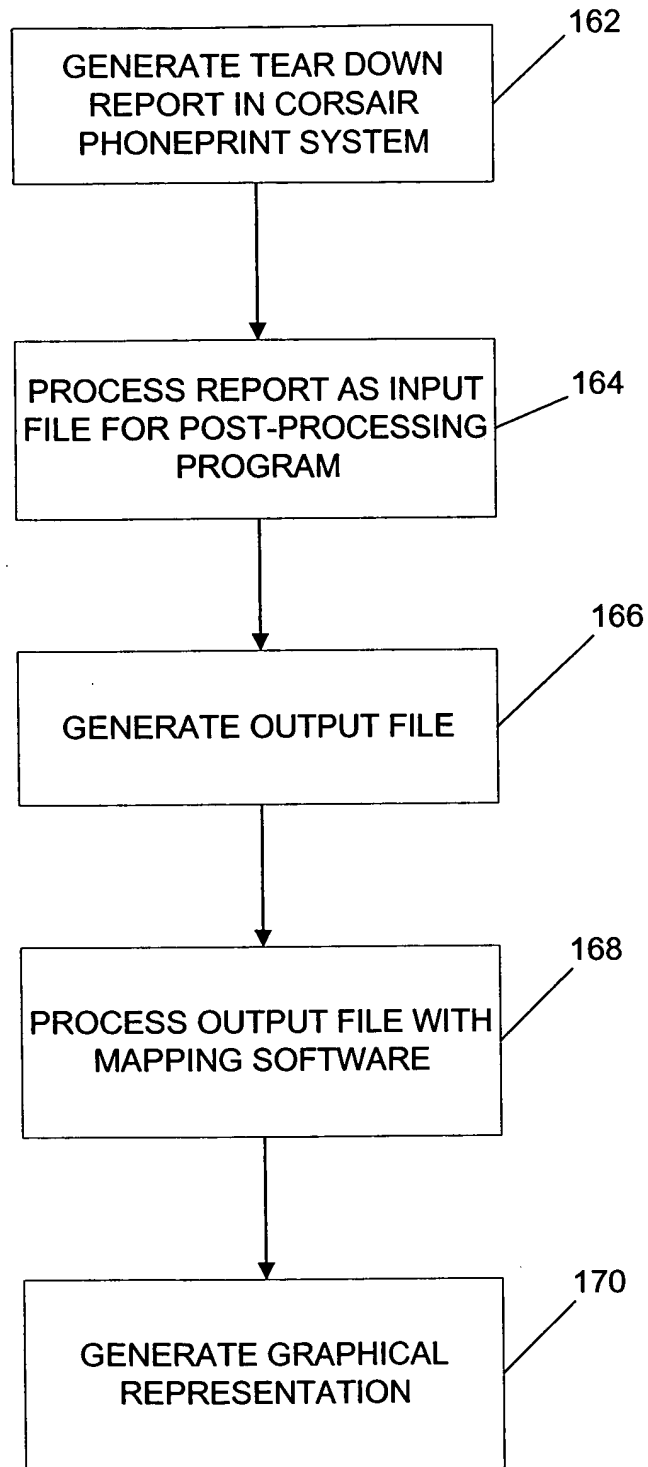 162
GENERATE TEAR DOWN
REPORT IN CORSAIR
PHONEPRINT SYSTEM
164
PROCESS REPORT AS INPUT
FILE FOR POST-PROCESSING
PROGRAM
166
GENERATE OUTPUT FILE
168
PROCESS OUTPUT FILE WITH
MAPPING SOFTWARE
170
GENERATE GRAPHICAL
REPRESENTATION